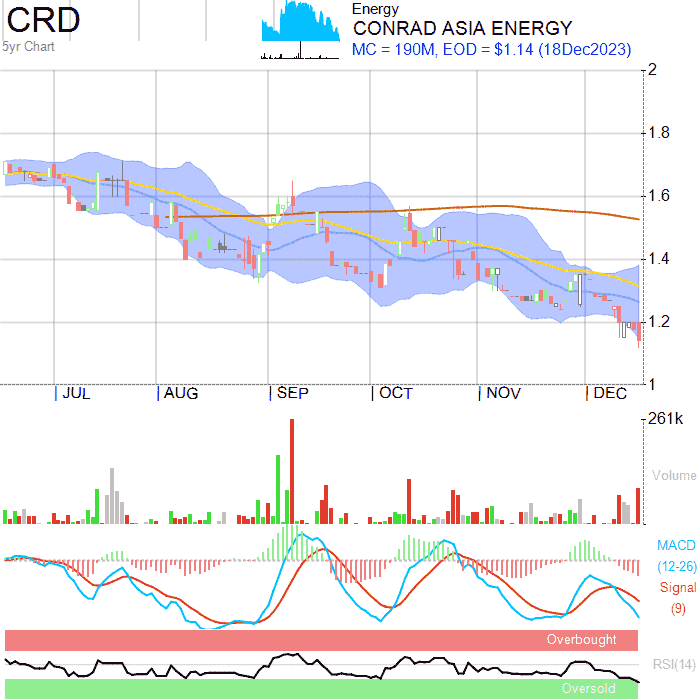 CRD
5yr Chart
Energy
CONRAD ASIA ENERGY
MC = 190M, EOD = $1.14 (18Dec2023)
2
1.8
1.6
1.4
1.2
1
JUL AUG SEP OCT NOV DEC
261k
Volume
MACD
(12-26)
Signal
(9)
Overbought
RSI(14)
Oversold